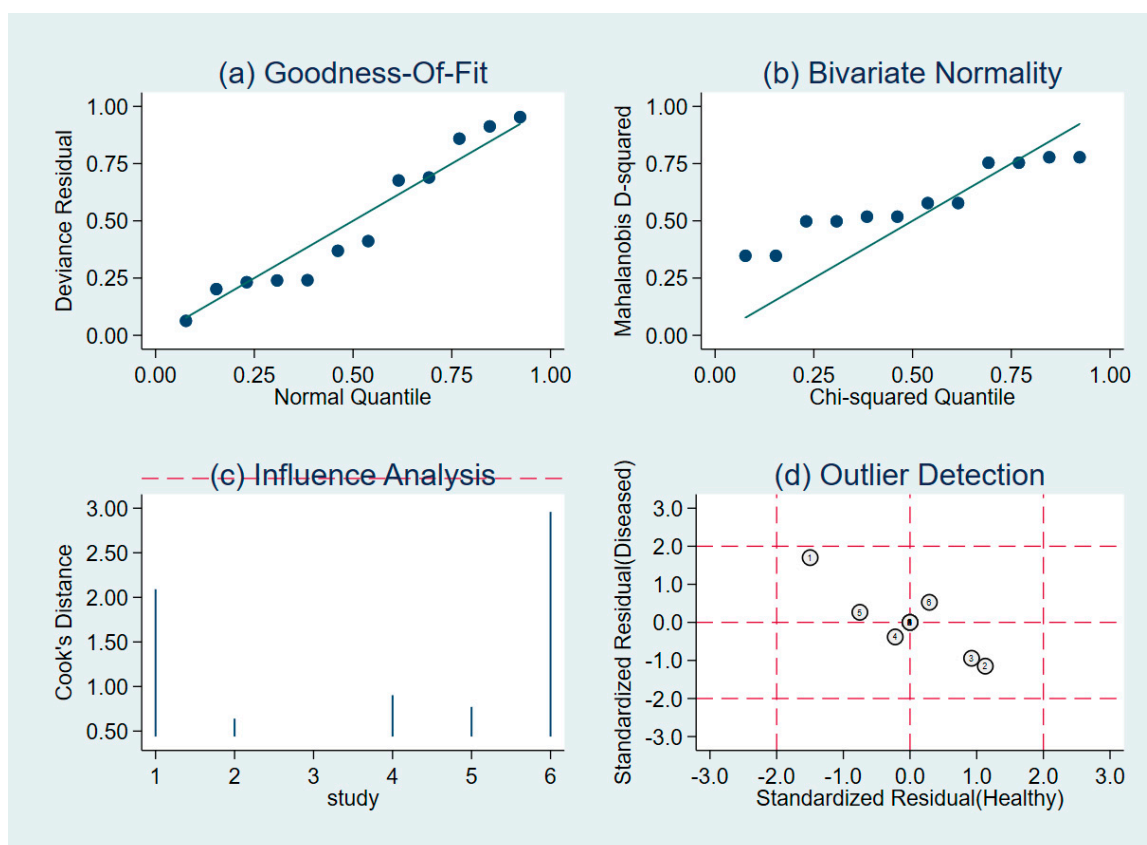 (a) Goodness-Of-Fit
Deviance Residual
1.00
0.75
0.50
0.25
0.00
0.00 0.25 0.50 0.75 1.00
Normal Quantile
(b) Bivariate Normality
Mahalanobis D-squared
1.00
0.75
0.50
0.25
0.00
0.00 0.25 0.50 0.75 1.00
Chi-squared Quantile
(c) Influence Analysis
Cook's Distance
3.00
2.50
2.00
1.50
1.00
0.50
1 2 3 4 5 6
study
(d) Outlier Detection
Standardized Residual(Diseased)
3.0
2.0
1.0
0.0
-1.0
-2.0
-3.0
1
5
6
4
3 2
-3.0 -2.0 -1.0 0.0 1.0 2.0 3.0
Standardized Residual(Healthy)